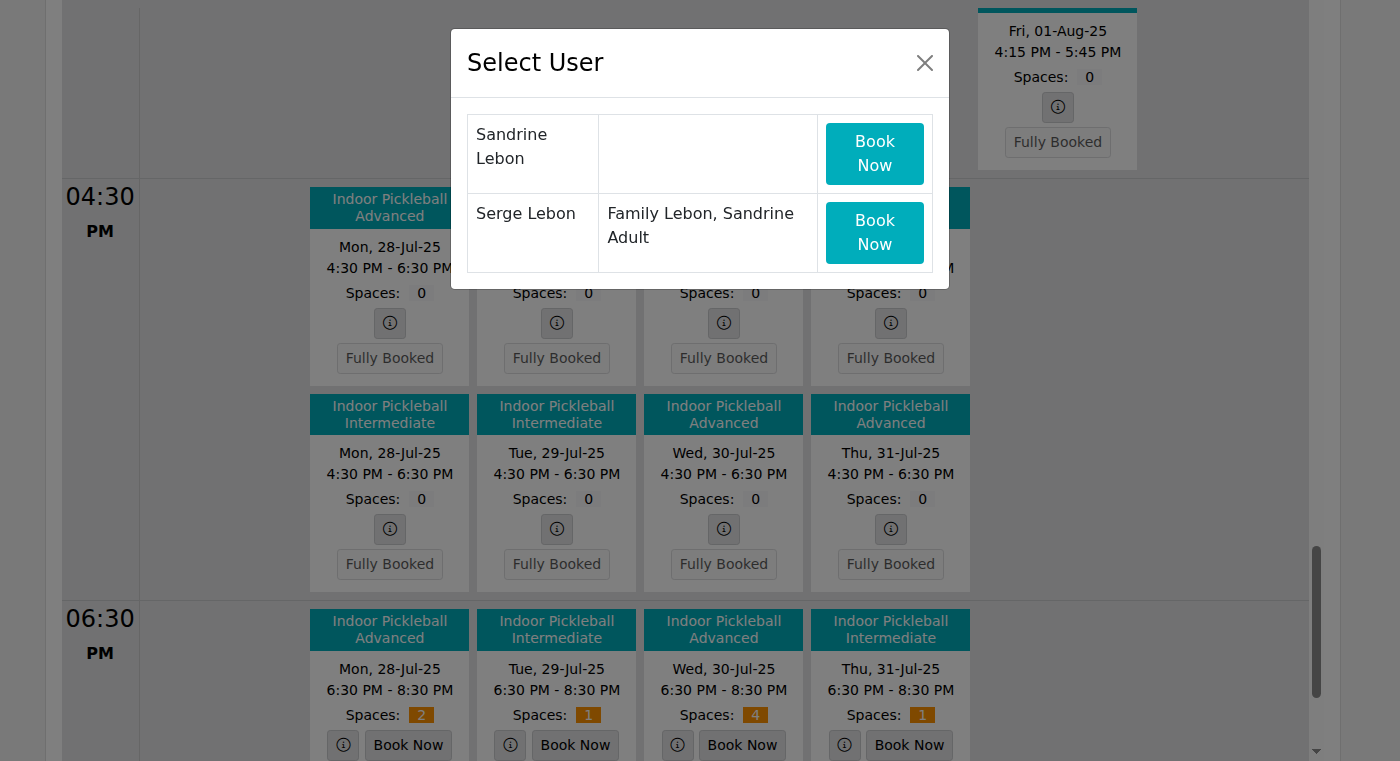 Fri, 01-Aug-25
4:15 PM - 5:45 PM
Spaces: 0
Fully Booked
Select User
Sandrine
Lebon
Book
Now
Serge Lebon
Family Lebon, Sandrine
Adult
Book
Now
04:30
PM
Indoor Pickleball
Advanced
Mon, 28-Jul-25
4:30 PM - 6:30 PM
M
Spaces: 0
Spaces: 0
Spaces: 0
Spaces: 0
Fully Booked
Fully Booked
Fully Booked
Fully Booked
Indoor Pickleball
Intermediate
Mon, 28-Jul-25
4:30 PM - 6:30 PM
Spaces: 0
Fully Booked
Indoor Pickleball
Intermediate
Tue, 29-Jul-25
4:30 PM - 6:30 PM
Spaces: 0
Fully Booked
Indoor Pickleball
Advanced
Wed, 30-Jul-25
4:30 PM - 6:30 PM
Spaces: 0
Fully Booked
Indoor Pickleball
Advanced
Thu, 31-Jul-25
4:30 PM - 6:30 PM
Spaces: 0
Fully Booked
06:30
PM
Indoor Pickleball
Advanced
Mon, 28-Jul-25
6:30 PM - 8:30 PM
Spaces: 2
Book Now
Indoor Pickleball
Intermediate
Tue, 29-Jul-25
6:30 PM - 8:30 PM
Spaces: 1
Book Now
Indoor Pickleball
Advanced
Wed, 30-Jul-25
6:30 PM - 8:30 PM
Spaces: 4
Book Now
Indoor Pickleball
Intermediate
Thu, 31-Jul-25
6:30 PM - 8:30 PM
Spaces: 1
Book Now